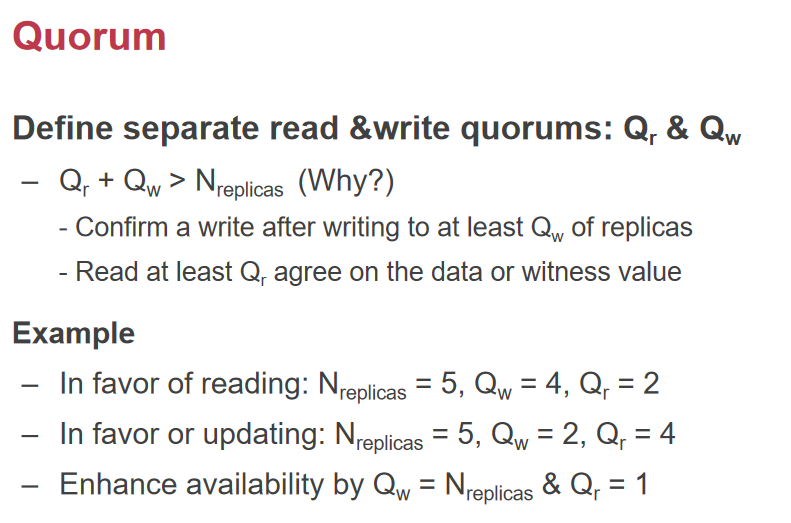 Quorum
Define separate read &write quorums: Qr & Qw
– Qr + Qw > Nreplicas (Why?)
- Confirm a write after writing to at least Qw of replicas
- Read at least Qr agree on the data or witness value
Example
– In favor of reading: Nreplicas = 5, Qw = 4, Qr = 2
– In favor or updating: Nreplicas = 5, Qw = 2, Qr = 4
– Enhance availability by Qw = Nreplicas & Qr = 1